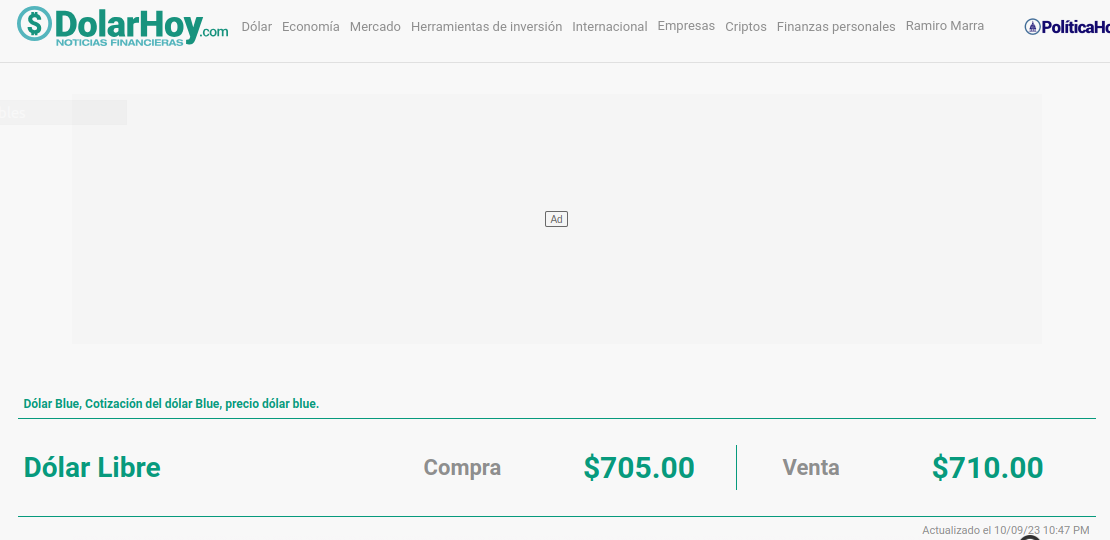 DolarHoy.com
NOTICIAS FINANCIERAS
Dólar Economía Mercado Herramientas de inversión Internacional Empresas Criptos Finanzas personales Ramiro Marra
Ad
Dólar Blue, Cotización del dólar Blue, precio dólar blue.
Dólar Libre Compra $705.00 Venta $710.00
Actualizado el 10/09/23 10:47 PM